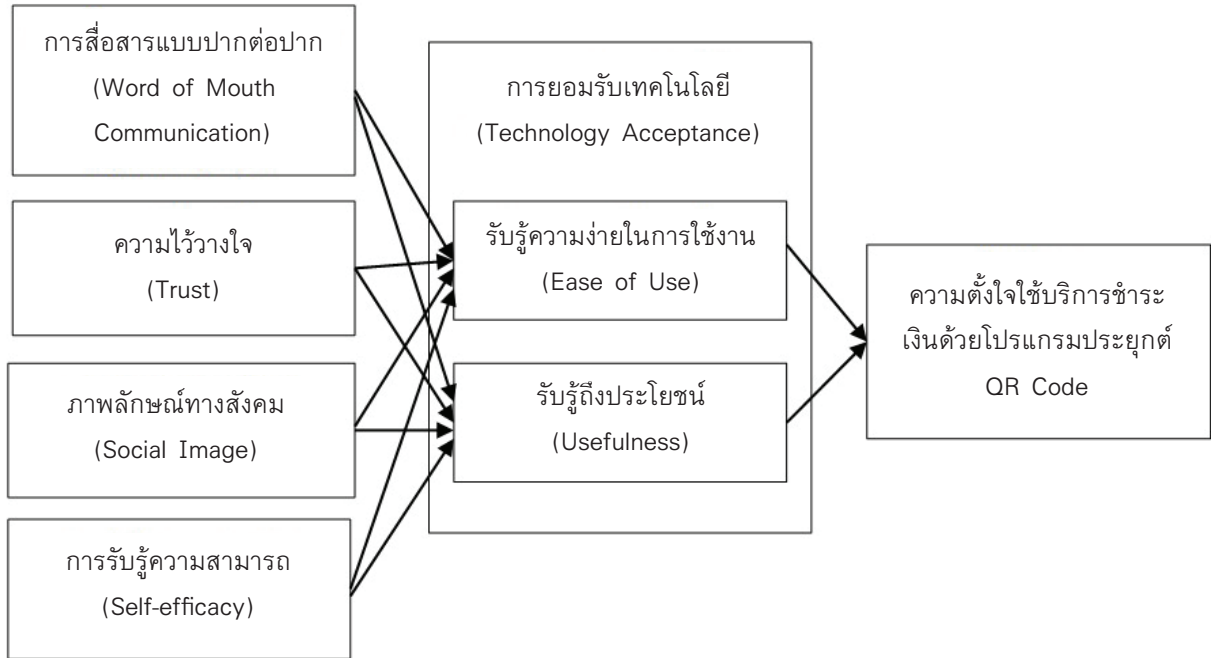 การสื่อสารแบบปากต่อปาก
(Word of Mouth
Communication)
ความไว้วางใจ
(Trust)
ภาพลักษณ์ทางสังคม
(Social Image)
การรับรู้ความสามารถ
(Self-efficacy)
การยอมรับเทคโนโลยี
(Technology Acceptance)
รับรู้ความง่ายในการใช้งาน
(Ease of Use)
รับรู้ถึงประโยชน์
(Usefulness)
ความตั้งใจใช้บริการชำระ
เงินด้วยโปรแกรมประยุกต์
QR Code